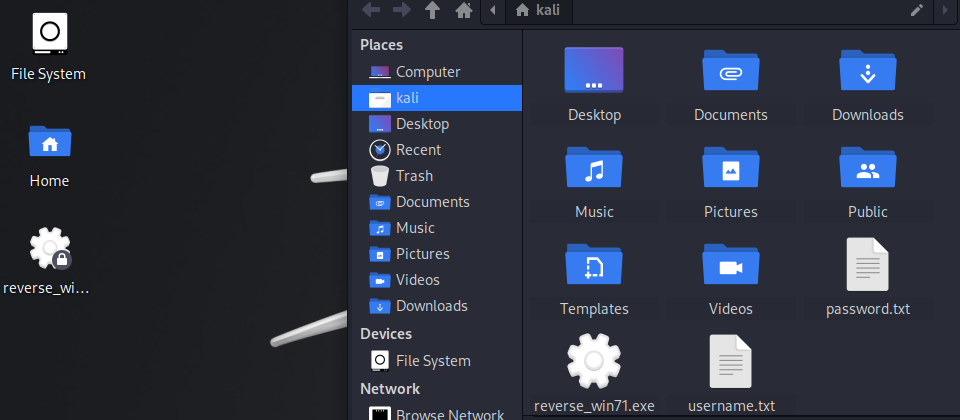 File System
Home
reverse_wi...
kali
Places
Computer
kali
Desktop
Recent
Trash
Documents
Music
Pictures
Videos
Downloads
Devices
File System
Network
Browse Network
Desktop Documents Downloads
Music Pictures Public
Templates Videos password.txt
reverse_win71.exe username.txt